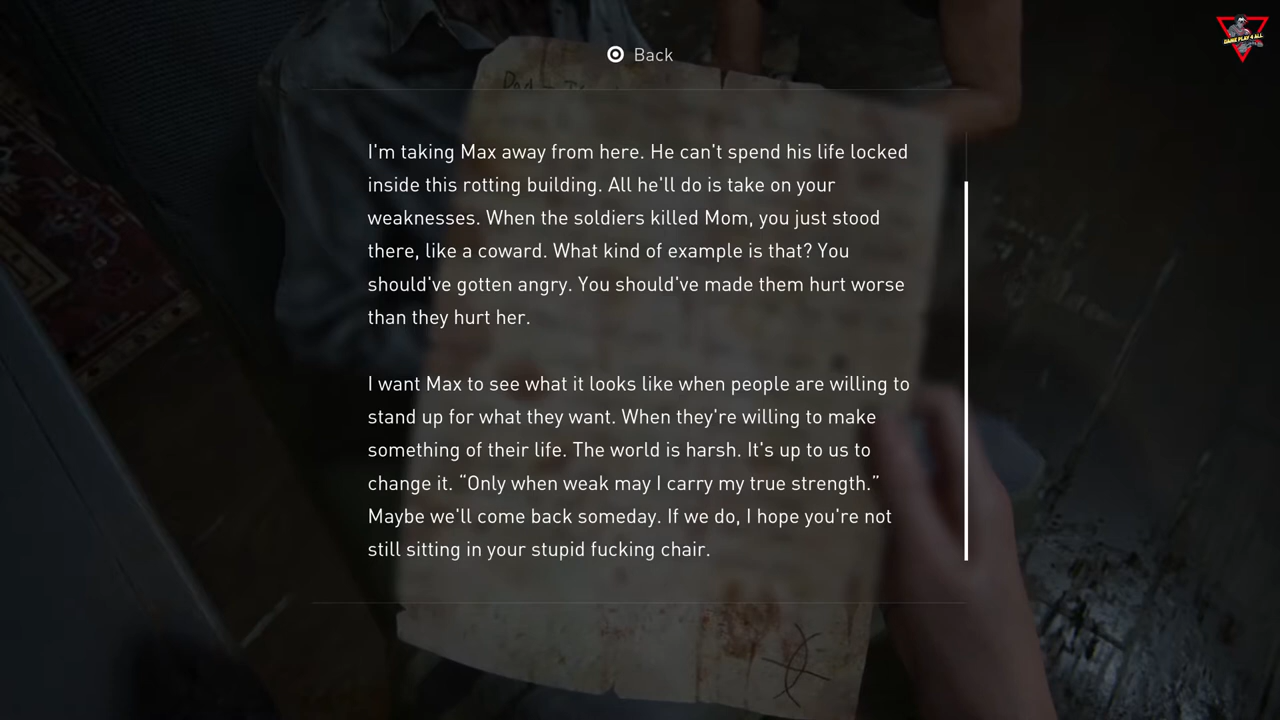 GAME PLAY 4 ALL
Back
Dad
I'm taking Max away from here. He can't spend his life locked
inside this rotting building. All he'll do is take on your
weaknesses. When the soldiers killed Mom, you just stood
there, like a coward. What kind of example is that? You
should've gotten angry. You should've made them hurt worse
than they hurt her.
I want Max to see what it looks like when people are willing to
stand up for what they want. When they're willing to make
something of their life. The world is harsh. It's up to us to
change it. “Only when weak may I carry my true strength.”
Maybe we'll come back someday. If we do, I hope you're not
still sitting in your stupid fucking chair.